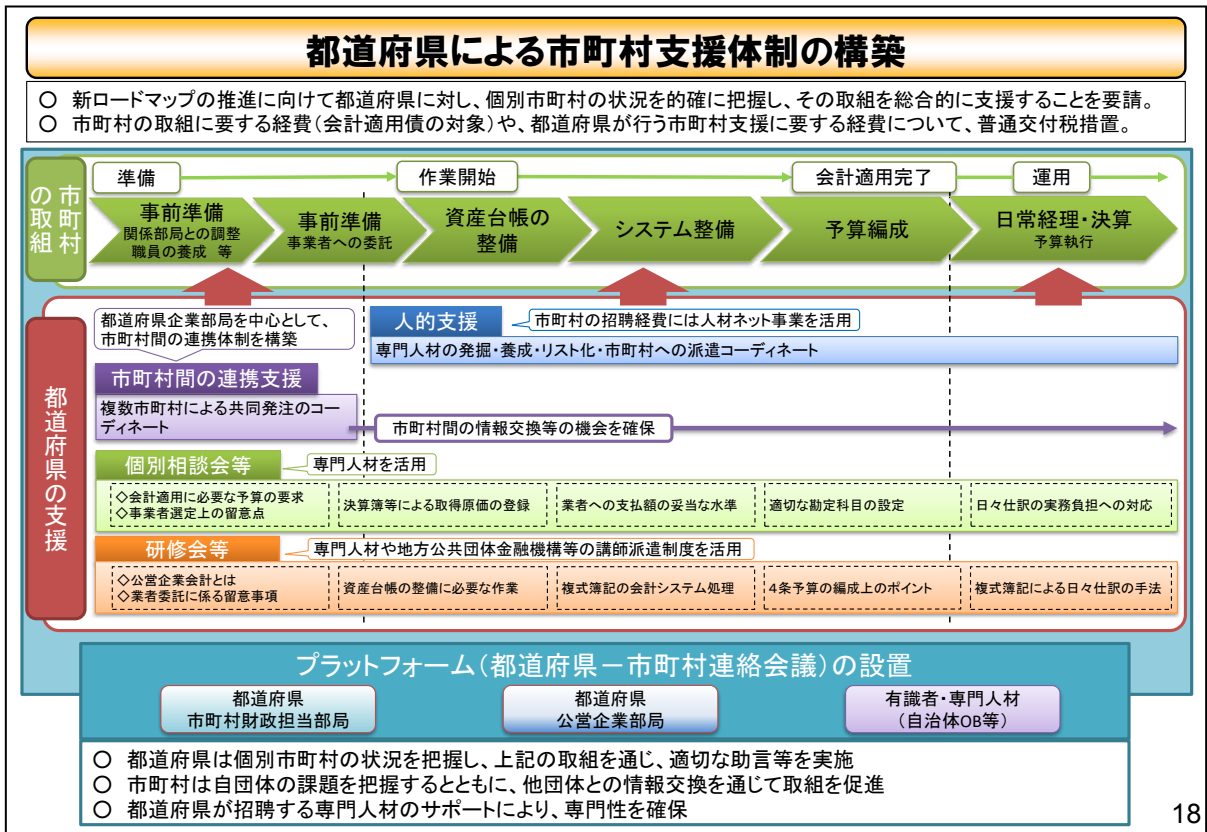 都道府県による市町村支援体制の構築
○ 新ロードマップの推進に向けて都道府県に対し、個別市町村の状況を的確に把握し、その取組を総合的に支援することを要請。
○ 市町村の取組に要する経費(会計適用債の対象)や、都道府県が行う市町村支援に要する経費について、普通交付税措置。
市町村の取組
準備
作業開始
会計適用完了
運用
事前準備
関係部局との調整
職員の養成 等
事前準備
事業者への委託
資産台帳の
整備
システム整備
予算編成
日常経理・決算
予算執行
都道府県の支援
都道府県企業部局を中心として、
市町村間の連携体制を構築
人的支援
市町村の招聘経費には人材ネット事業を活用
専門人材の発掘・養成・リスト化・市町村への派遣コーディネート
市町村間の連携支援
複数市町村による共同発注のコー
ディネート
市町村間の情報交換等の機会を確保
個別相談会等
専門人材を活用
◇会計適用に必要な予算の要求
◇事業者選定上の留意点
決算簿等による取得原価の登録
業者への支払額の妥当な水準
適切な勘定科目の設定
日々仕訳の実務負担への対応
研修会等
専門人材や地方公共団体金融機構等の講師派遣制度を活用
◇公営企業会計とは
◇業者委託に係る留意事項
資産台帳の整備に必要な作業
複式簿記の会計システム処理
4条予算の編成上のポイント
複式簿記による日々仕訳の手法
プラットフォーム(都道府県-市町村連絡会議)の設置
都道府県
市町村財政担当部局
都道府県
公営企業部局
有識者・専門人材
(自治体OB等)
○ 都道府県は個別市町村の状況を把握し、上記の取組を通じ、適切な助言等を実施
○ 市町村は自団体の課題を把握するとともに、他団体との情報交換を通じて取組を促進
○ 都道府県が招聘する専門人材のサポートにより、専門性を確保
18